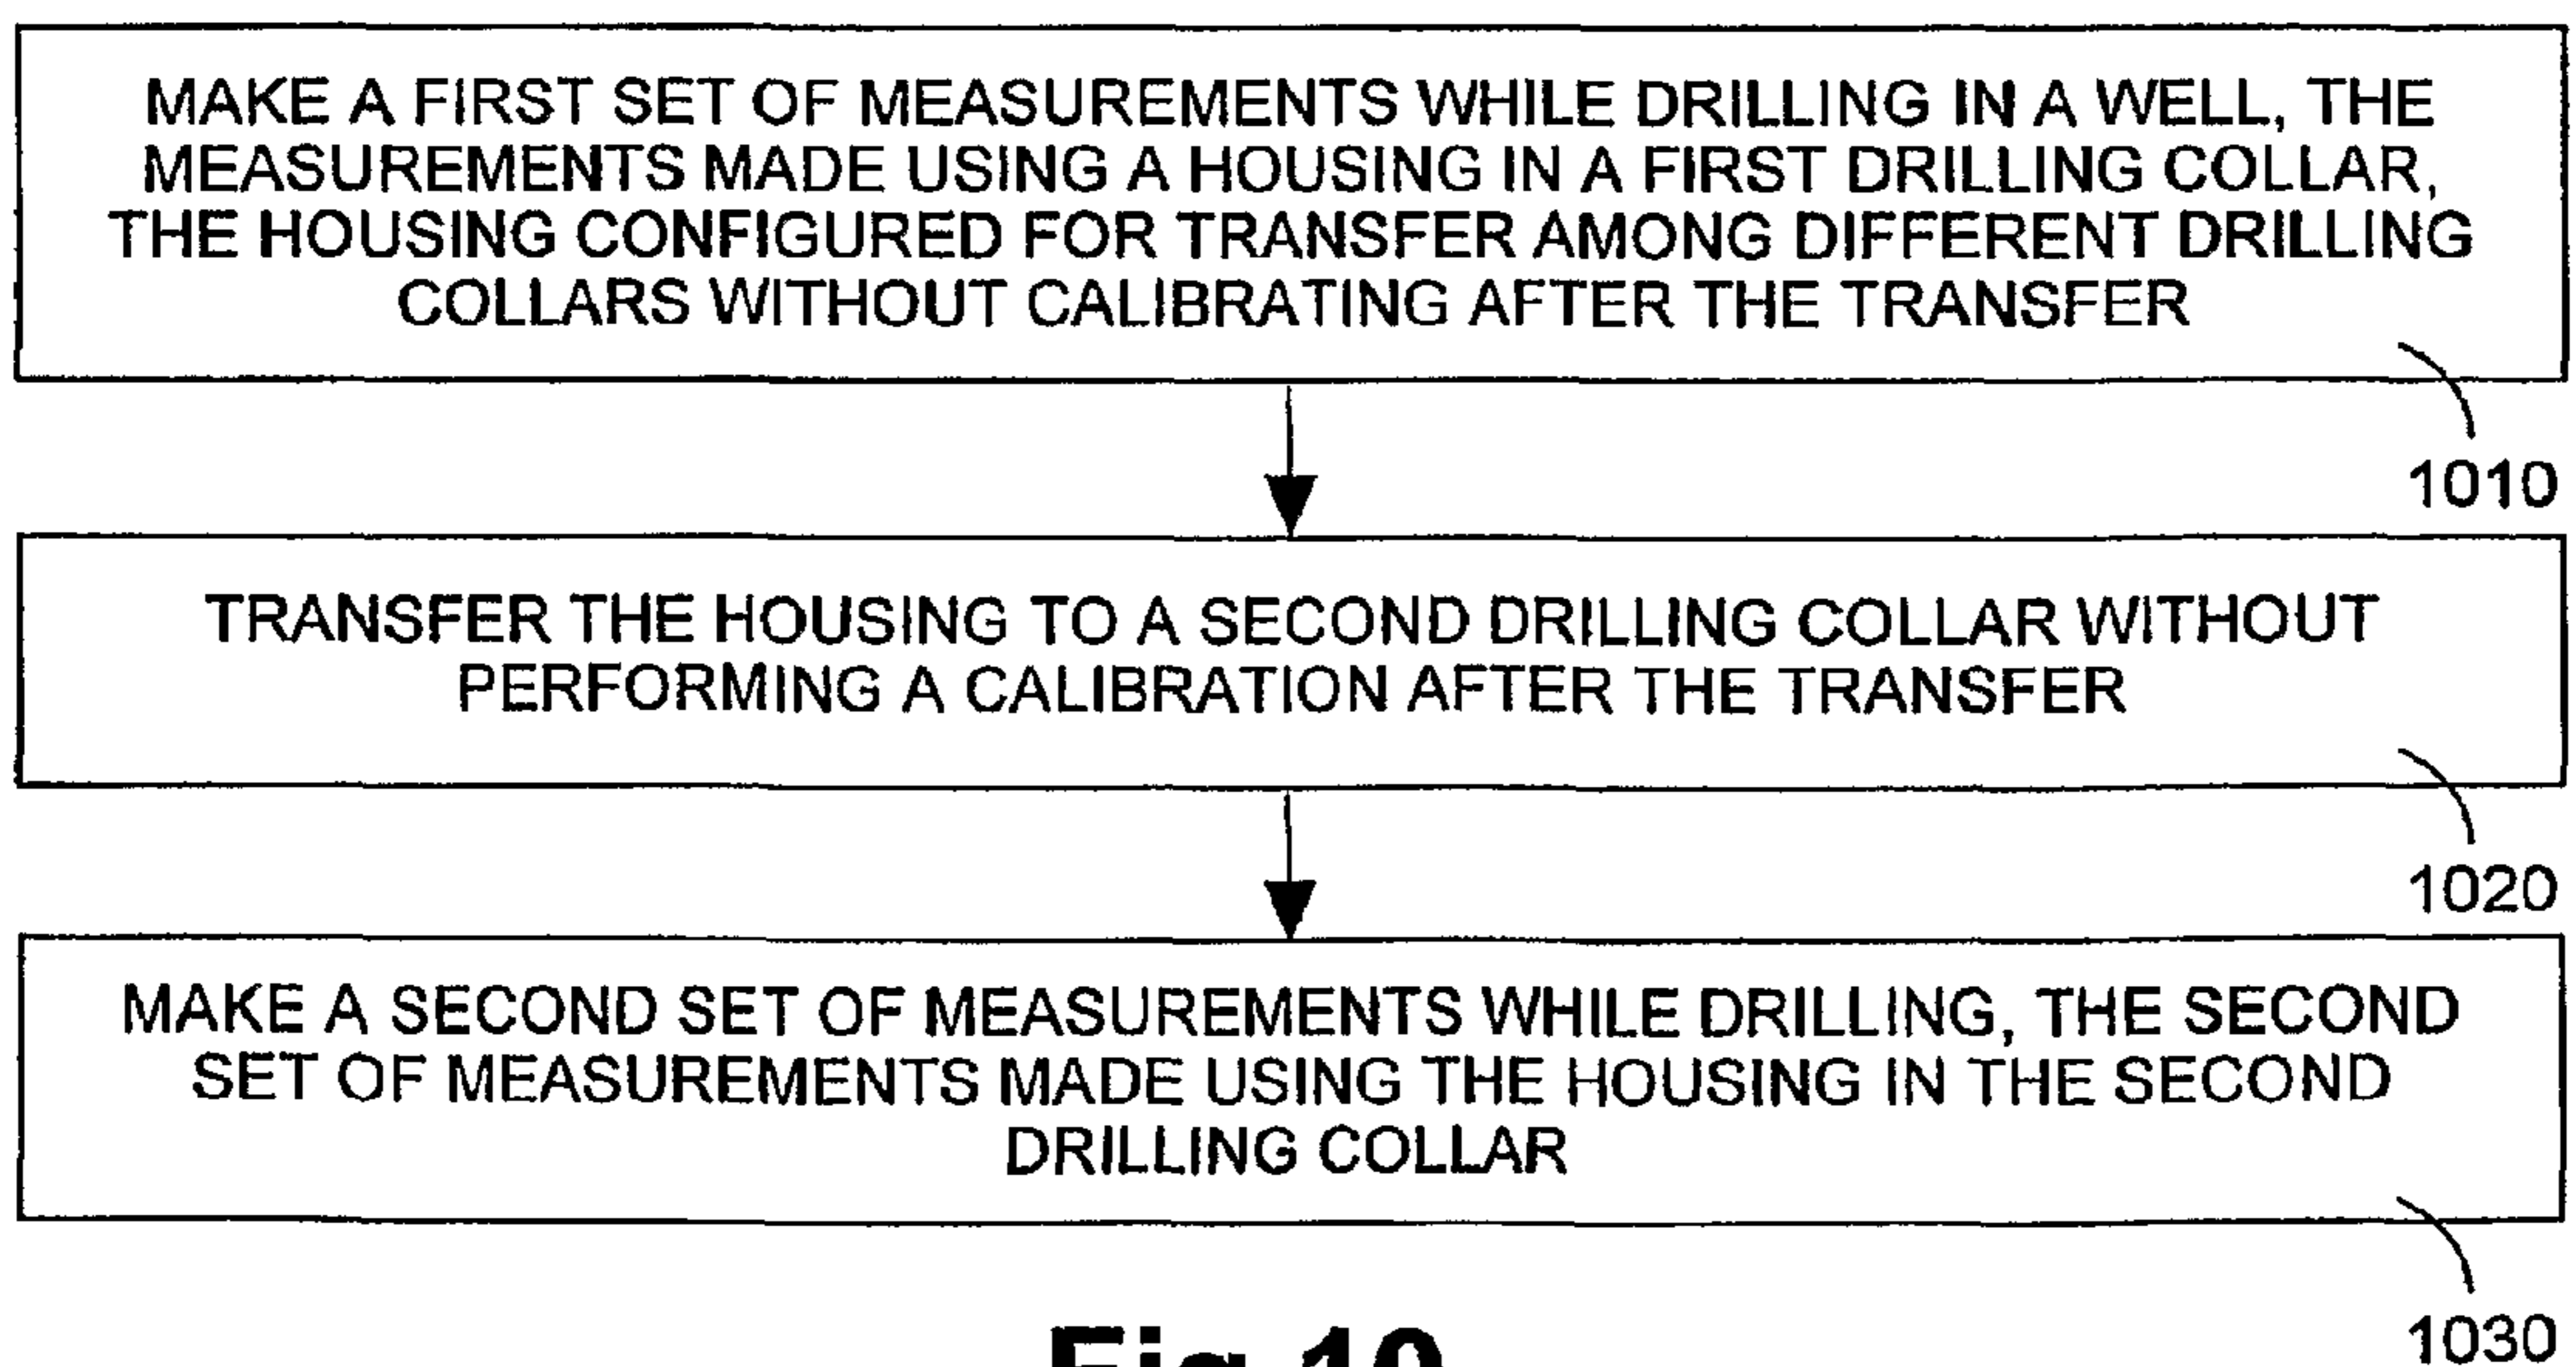 MAKE A FIRST SET OF MEASUREMENTS WHILE DRILLING IN A WELL, THE
MEASUREMENTS MADE USING A HOUSING IN A FIRST DRILLING COLLAR,
THE HOUSING CONFIGURED FOR TRANSFER AMONG DIFFERENT DRILLING
COLLARS WITHOUT CALIBRATING AFTER THE TRANSFER
1010
TRANSFER THE HOUSING TO A SECOND DRILLING COLLAR WITHOUT
PERFORMING A CALIBRATION AFTER THE TRANSFER
1020
MAKE A SECOND SET OF MEASUREMENTS WHILE DRILLING, THE SECOND
SET OF MEASUREMENTS MADE USING THE HOUSING IN THE SECOND
DRILLING COLLAR
1030
Fig.10